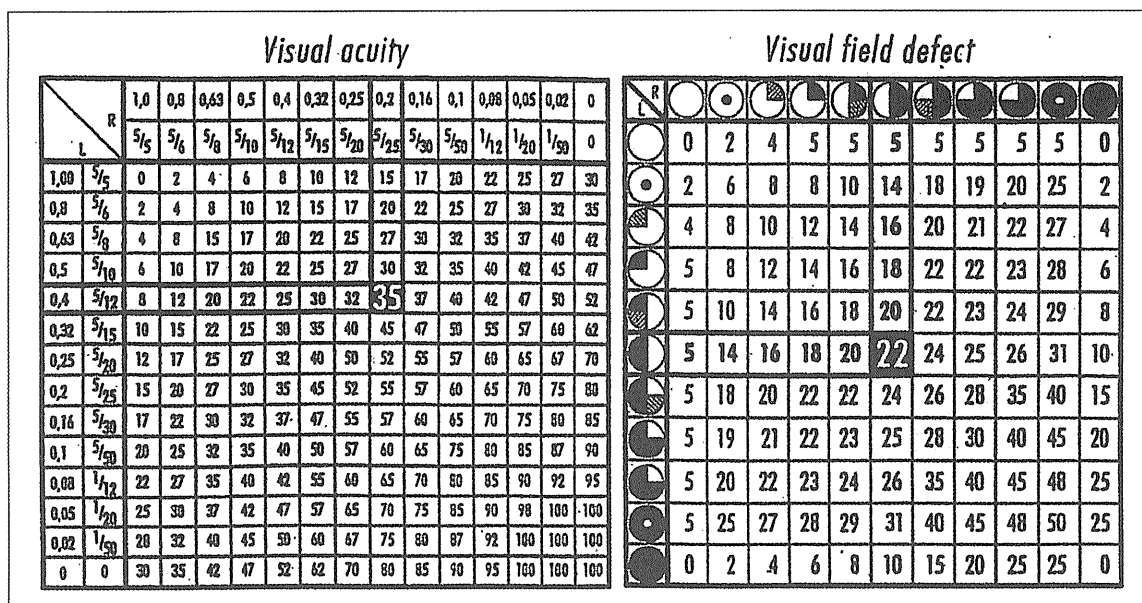 Visual acuity
R 1,0 0,8 0,63 0,5 0,4 0,32 0,25 0,2 0,16 0,1 0,08 0,05 0,02 0
L 5/5 5/6 5/8 5/10 5/12 5/15 5/20 5/25 5/30 5/50 1/12 1/20 1/50 0
1,00 5/5 0 2 4 6 8 10 12 15 17 20 22 25 27 30
0,8 5/6 2 4 8 10 12 15 17 20 22 25 27 30 32 35
0,63 5/8 4 8 15 17 20 22 25 27 30 32 35 37 40 42
0,5 5/10 6 10 17 20 22 25 27 30 32 35 40 42 45 47
0,4 5/12 8 12 20 22 25 30 32 35 37 40 42 47 50 52
0,32 5/15 10 15 22 25 30 35 40 45 47 50 55 57 60 62
0,25 5/20 12 17 25 27 32 40 50 52 55 57 60 65 67 70
0,2 5/25 15 20 27 30 35 45 52 55 57 60 65 70 75 80
0,16 5/30 17 22 30 32 37 47 55 57 60 65 70 75 80 85
0,1 5/50 20 25 32 35 40 50 57 60 65 75 80 85 87 90
0,08 1/12 22 27 35 40 42 55 60 65 70 80 85 90 92 95
0,05 1/20 25 30 37 42 47 57 65 70 75 85 90 98 100 100
0,02 1/50 28 32 40 45 50 60 67 75 80 87 92 100 100 100
0 0 30 35 42 47 52 62 70 80 85 90 95 100 100 100
Visual field defect
R
L
0 2 4 5 5 5 5 5 5 5 0
2 6 8 8 10 14 18 19 20 25 2
4 8 10 12 14 16 20 21 22 27 4
5 8 12 14 16 18 22 22 23 28 6
5 10 14 16 18 20 22 23 24 29 8
5 14 16 18 20 22 24 25 26 31 10
5 18 20 22 22 24 26 28 35 40 15
5 19 21 22 23 25 28 30 40 45 20
5 20 22 23 24 26 35 40 45 48 25
5 25 27 28 29 31 40 45 48 50 25
0 2 4 6 8 10 15 20 25 25 0